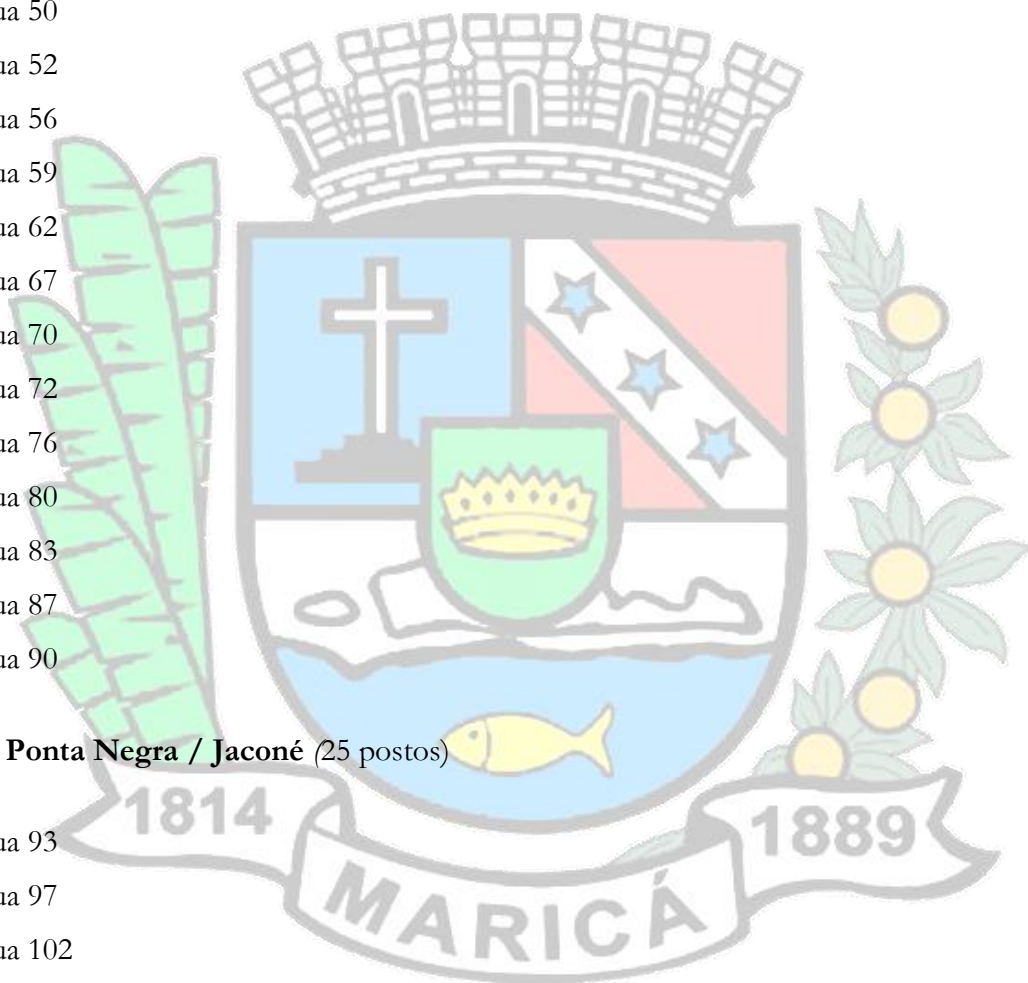 ua 50
ua 52
ua 56
ua 59
ua 62
ua 67
ua 70
ua 72
ua 76
ua 80
ua 83
ua 87
ua 90
Ponta Negra / Jaconé (25 postos)
ua 93
ua 97
ua 102
1814
MARICÁ
1889